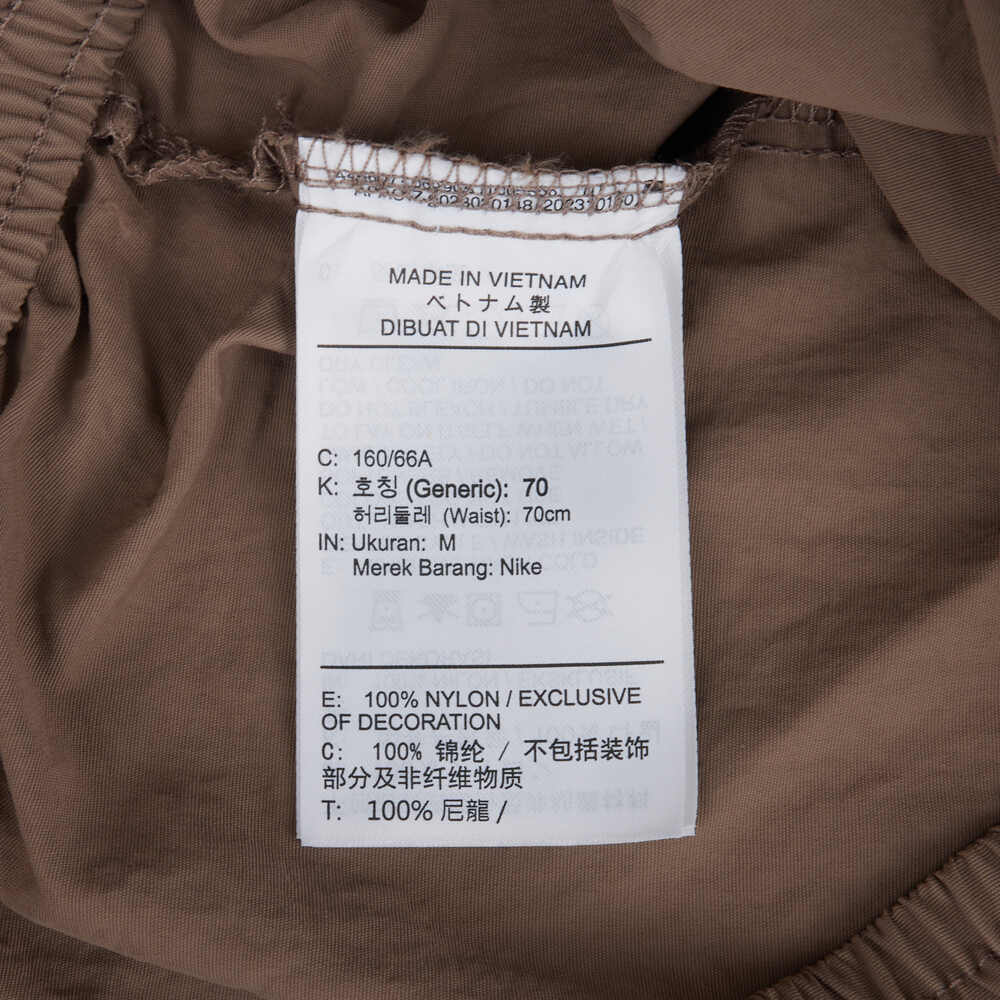 MADE IN VIETNAM
ベトナム製
DIBUAT DI VIETNAM
C: 160/66A
K: 호칭 (Generic): 70
허리둘레 (Waist): 70cm
IN: Ukuran: M
Merek Barang: Nike
E: 100% NYLON / EXCLUSIVE
OF DECORATION
C: 100% 锦纶 / 不包括装饰
部分及非纤维物质
T: 100% 尼龍 /